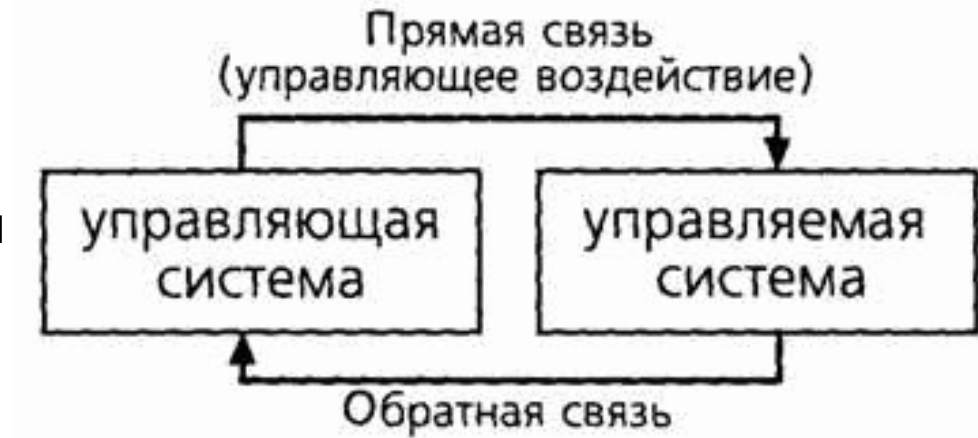 Прямая связь
(управляющее воздействие)
управляющая
система
управляемая
система
Обратная связь